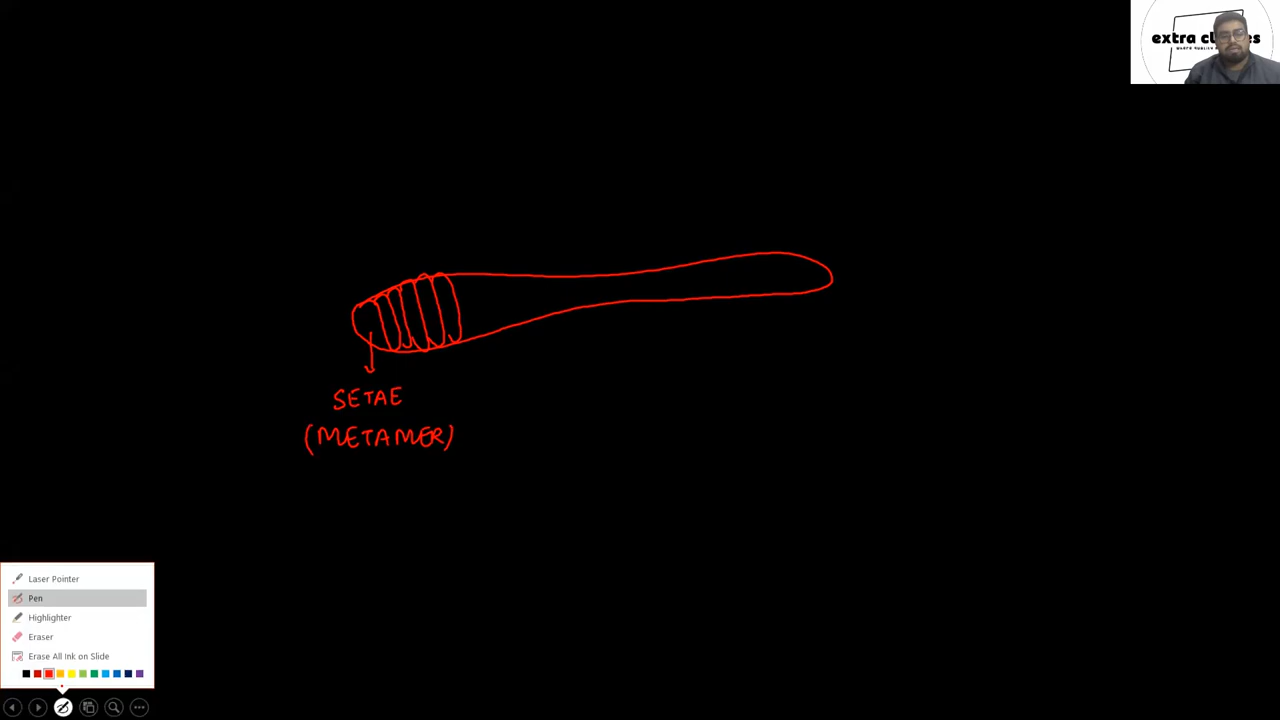 extra cl es
SETAE
(METAMER)
Laser Pointer
Pen
Highlighter
Eraser
Erase All Ink on Slide